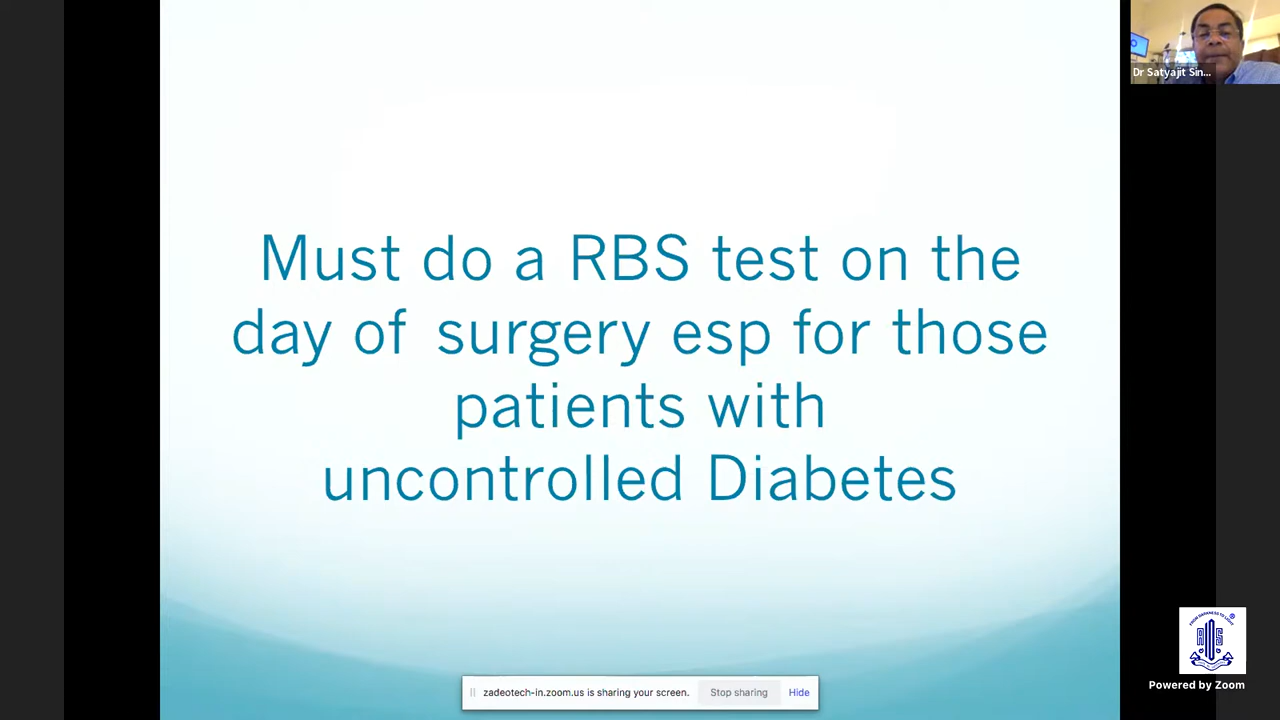 Dr Satyajit Sin...
Must do a RBS test on the
day of surgery esp for those
patients with
uncontrolled Diabetes
zadeotech-in.zoom.us is sharing your screen. Stop sharing Hide
Powered by Zoom